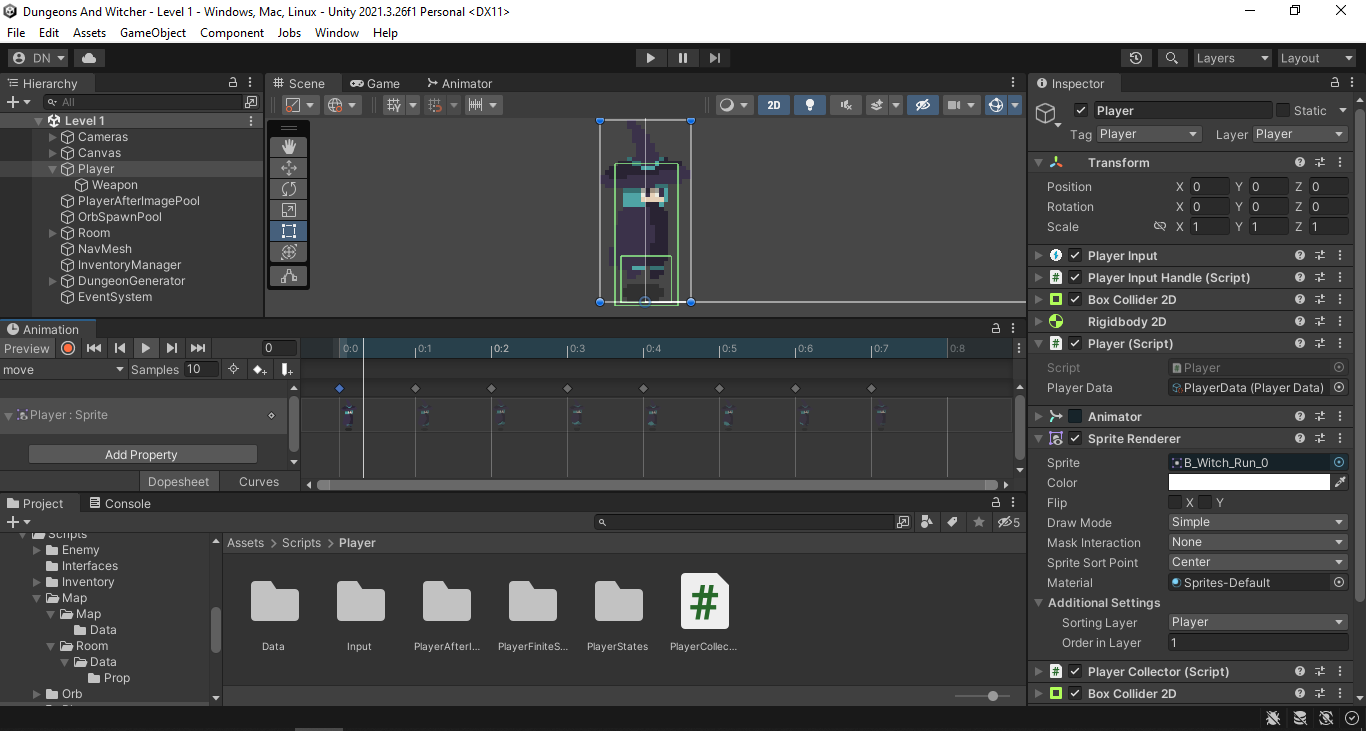 Dungeons And Witcher - Level 1 - Windows, Mac, Linux - Unity 2021.3.26f1 Personal <DX11>
File Edit Assets GameObject Component Jobs Window Help
DN Layers Layout
Hierarchy
All
Level 1
Cameras
Canvas
Player
Weapon
PlayerAfterImagePool
OrbSpawnPool
Room
NavMesh
InventoryManager
DungeonGenerator
EventSystem
Scene Game Animator
2D
Animation
Preview 0
0:0 0:1 0:2 0:3 0:4 0:5 0:6 0:7 0:8
move Samples 10
Player : Sprite
Add Property
Dopesheet Curves
Project Console
5
Scripts
Enemy
Interfaces
Inventory
Map
Map
Data
Room
Data
Prop
Orb
Assets > Scripts > Player
Data Input PlayerAfterI... PlayerFiniteS... PlayerStates PlayerCollec...
Inspector
Player Static
Tag Player Layer Player
Transform
Position X 0 Y 0 Z 0
Rotation X 0 Y 0 Z 0
Scale X 1 Y 1 Z 1
Player Input
Player Input Handle (Script)
Box Collider 2D
Rigidbody 2D
Player (Script)
Script Player
Player Data PlayerData (Player Data)
Animator
Sprite Renderer
Sprite B_Witch_Run_0
Color
Flip X Y
Draw Mode Simple
Mask Interaction None
Sprite Sort Point Center
Material Sprites-Default
Additional Settings
Sorting Layer Player
Order in Layer 1
Player Collector (Script)
Box Collider 2D